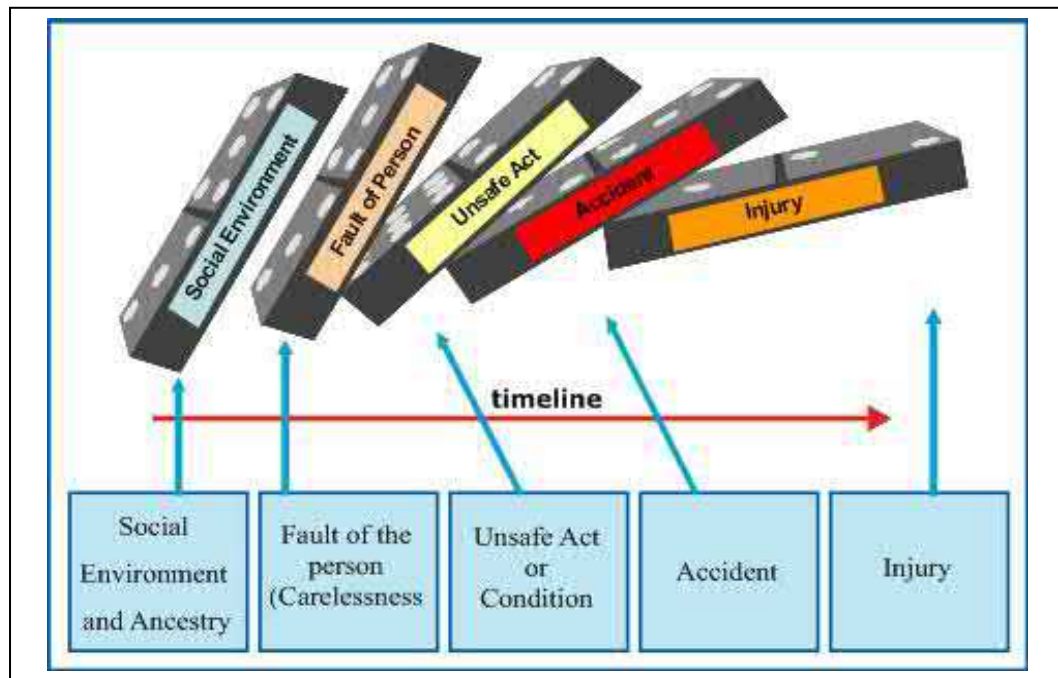 Social Environment
Fault of Person
Unsafe Act
Accident
Injury
timeline
Social
Environment
and Ancestry
Fault of the
person
(Carelessness
Unsafe Act
or
Condition
Accident
Injury